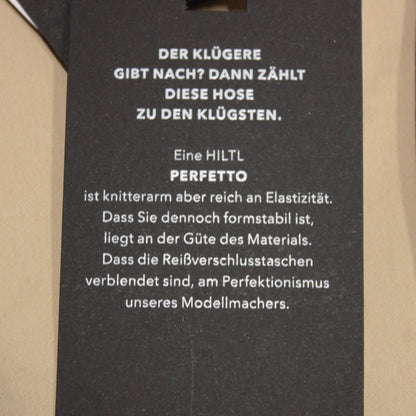 DER KLÜGERE
GIBT NACH? DANN ZÄHLT
DIESE HOSE
ZU DEN KLÜGSTEN.
Eine HILTL
PERFETTO
ist knitterarm aber reich an Elastizität.
Dass Sie dennoch formstabil ist,
liegt an der Güte des Materials.
Dass die Reißverschlusstaschen
verblendet sind, am Perfektionismus
unseres Modellmachers.